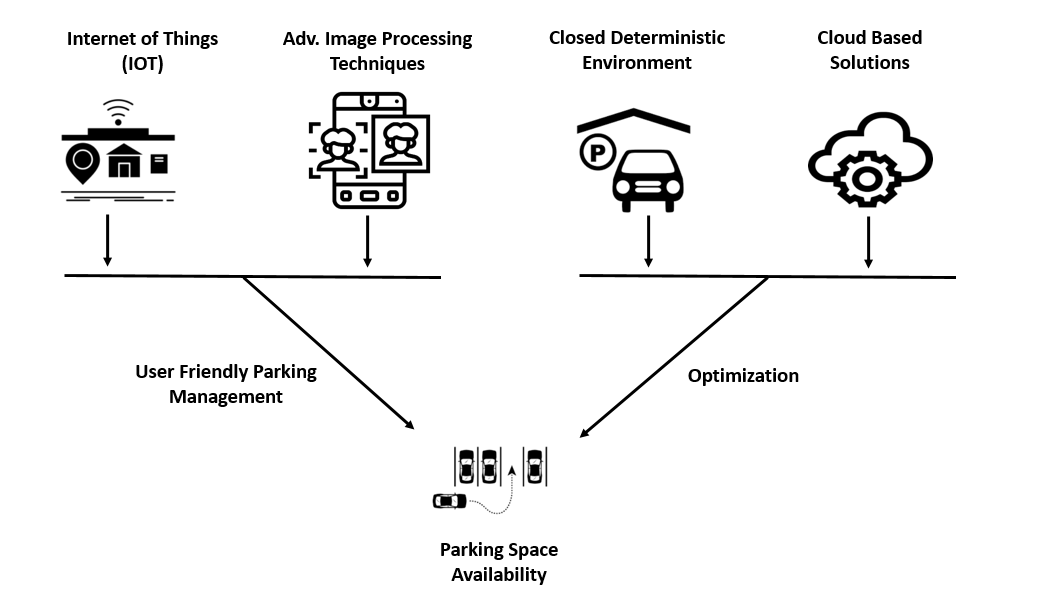 Internet of Things
(IOT)
Adv. Image Processing
Techniques
Closed Deterministic
Environment
Cloud Based
Solutions
P
User Friendly Parking
Management
Optimization
Parking Space
Availability